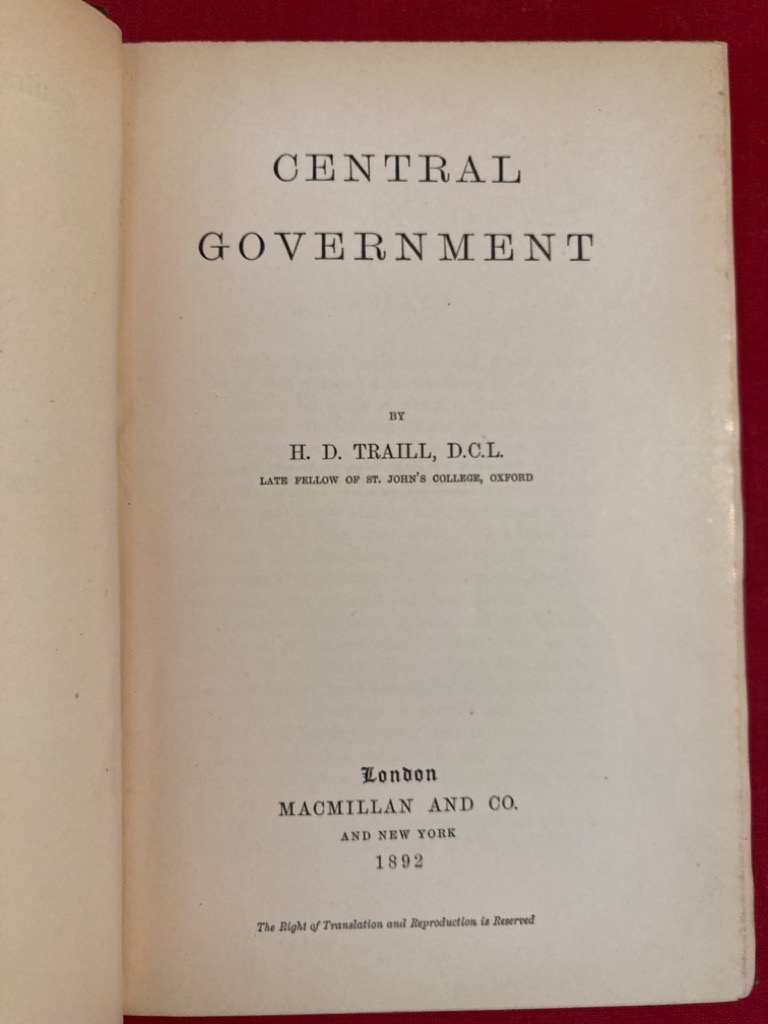 CENTRAL
GOVERNMENT
BY
H. D. TRAILL, D.C.L.
LATE FELLOW OF ST. JOHN'S COLLEGE, OXFORD
London
MACMILLAN AND CO.
AND NEW YORK
1892
The Right of Translation and Reproduction is Reserved